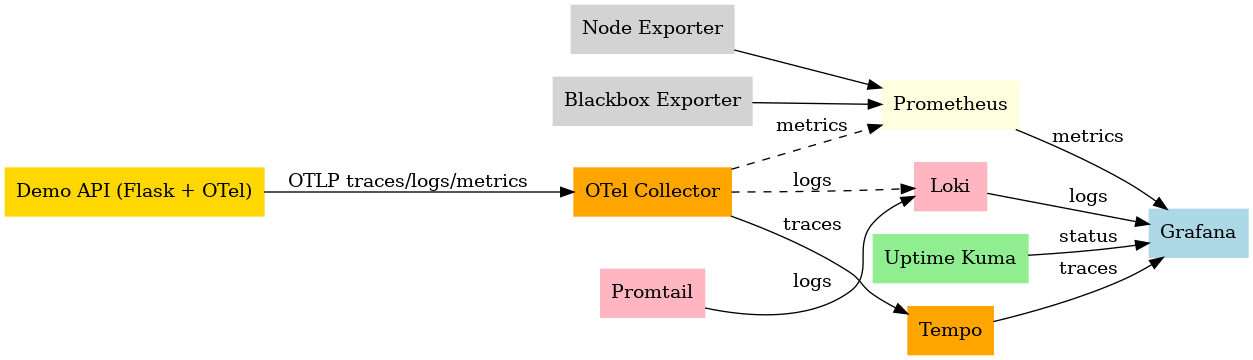 Node Exporter
Blackbox Exporter
Prometheus
metrics
metrics
Demo API (Flask + OTel)
OTLP traces/logs/metrics
OTel Collector
logs
Loki
logs
traces
Uptime Kuma
status
Grafana
Promtail
logs
traces
Tempo